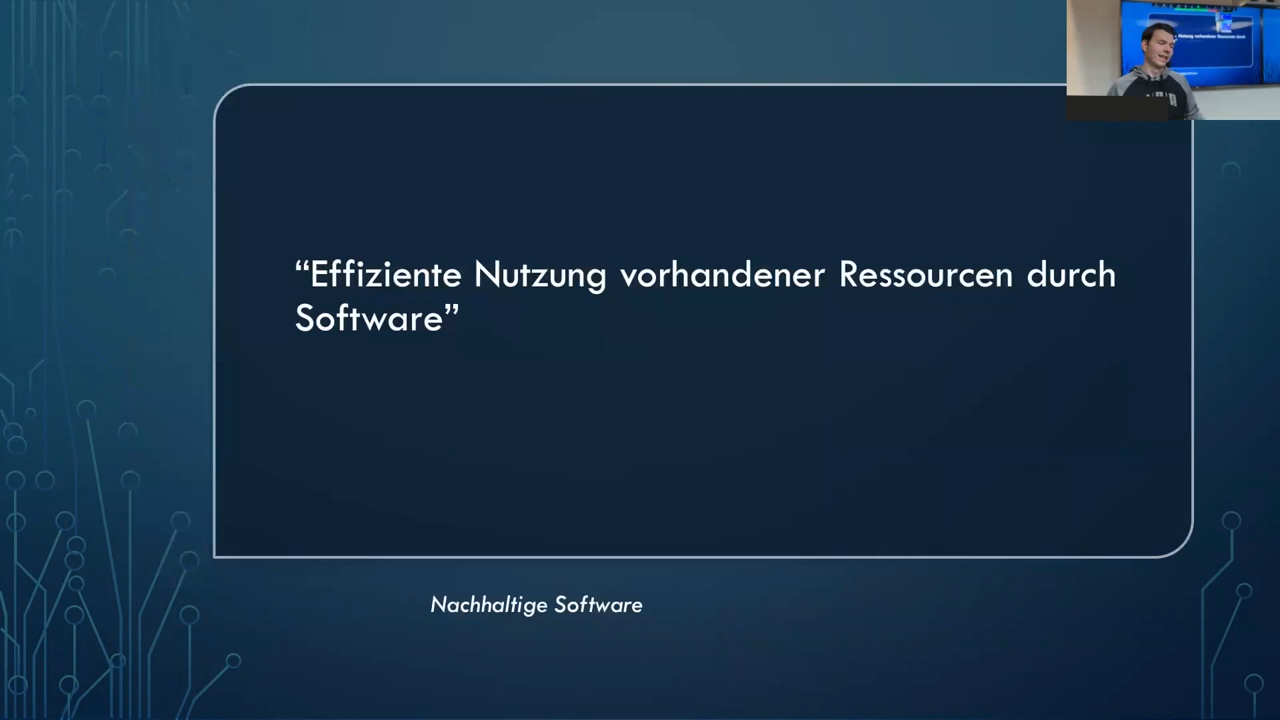 “Effiziente Nutzung vorhandener Ressourcen durch
Software”
Nachhaltige Software